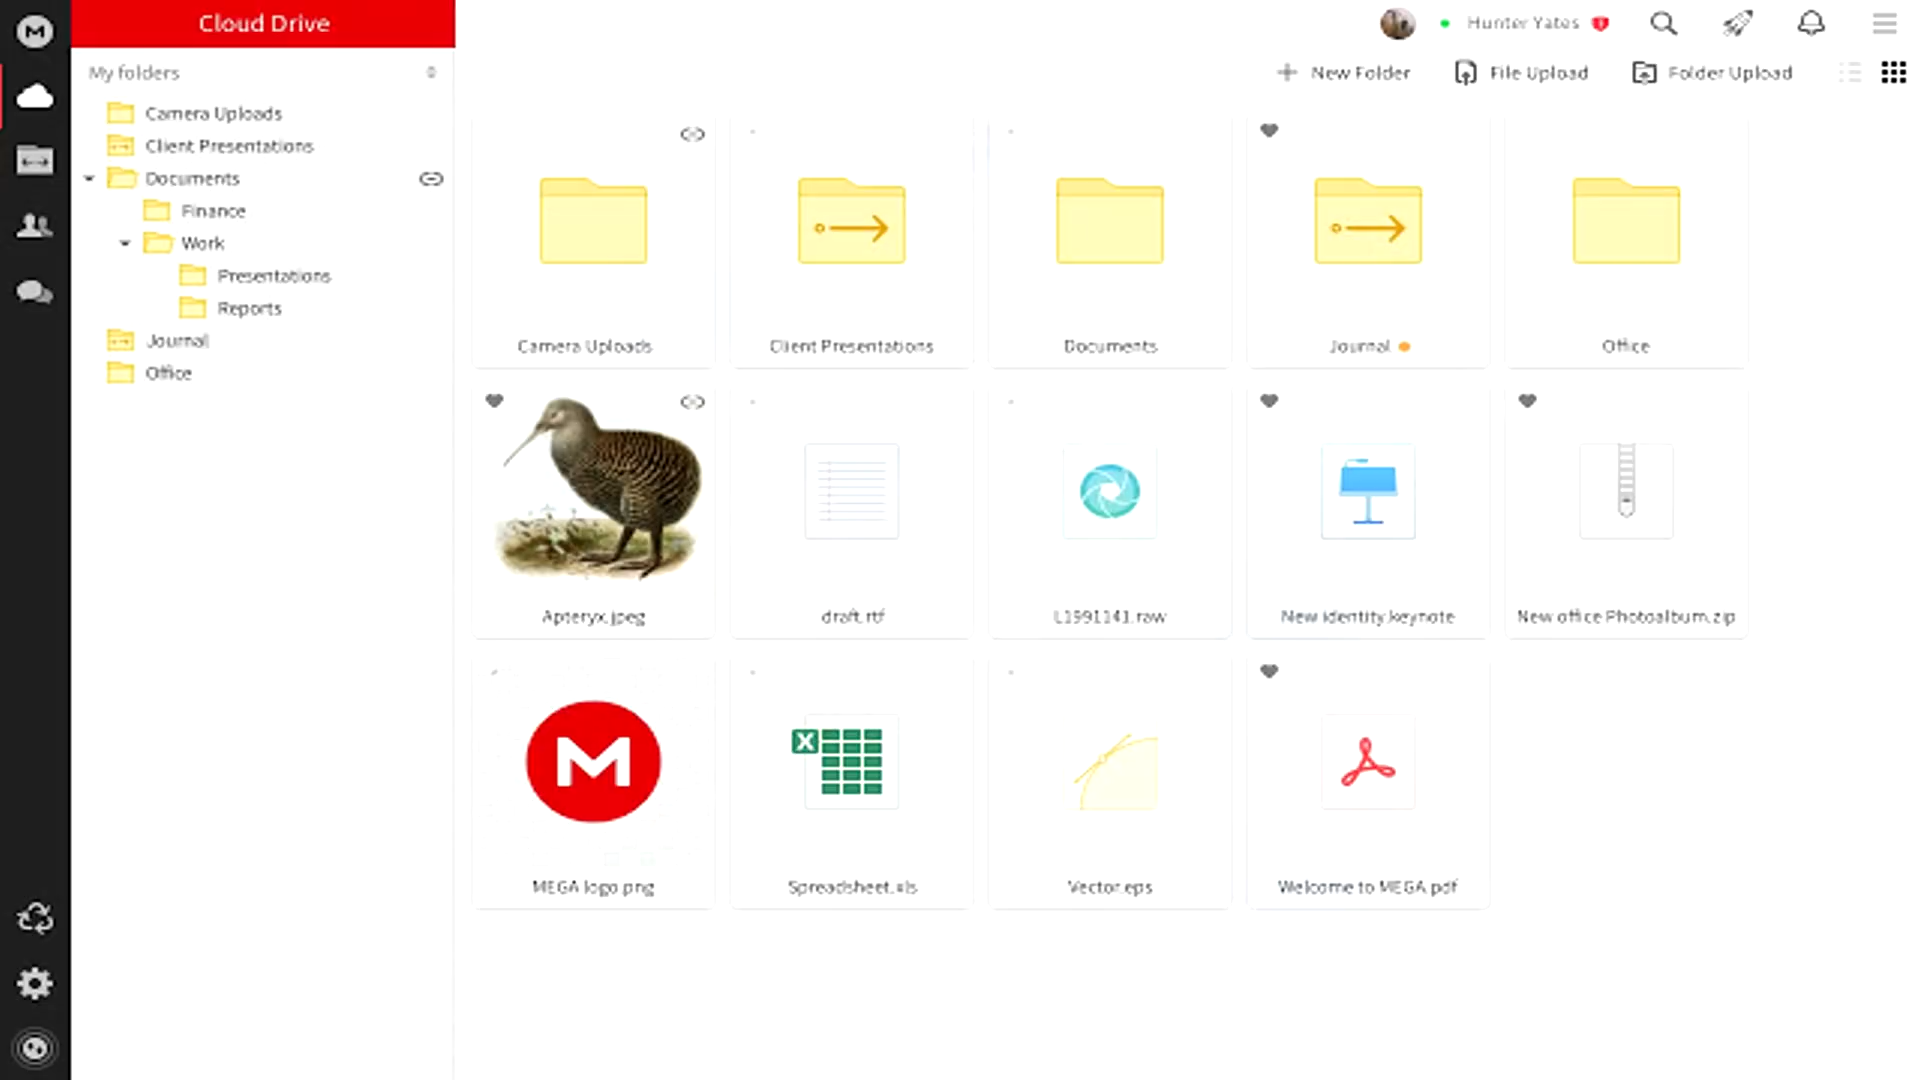 Cloud Drive
Hunter Yates
My folders
New Folder
File Upload
Folder Upload
Camera Uploads
Client Presentations
Documents
Finance
Work
Presentations
Reports
Journal
Office
Camera Uploads
Client Presentations
Documents
Journal
Office
Apteryx.jpeg
draft.rtf
L1991141.raw
New identity.keynote
New office Photoalbum.zip
M
X
MEGA logo.png
Spreadsheet.xls
Vector.eps
Welcome to MEGA.pdf